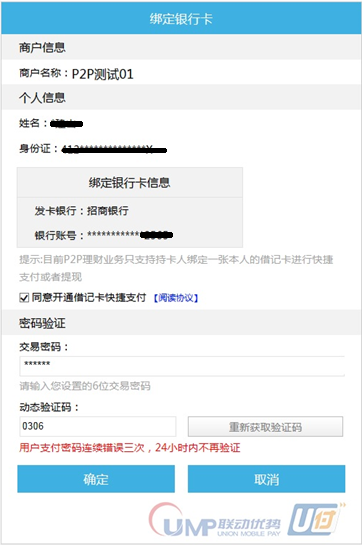 绑定银行卡
商户信息
商户名称：P2P测试01
个人信息
姓名：
身份证：412**************X
绑定银行卡信息
发卡银行：招商银行
银行账号：************
提示:目前P2P理财业务只支持持卡人绑定一张本人的借记卡进行快捷
支付或者提现
同意开通借记卡快捷支付 【阅读协议】
密码验证
交易密码：
******
请输入您设置的6位交易密码
动态验证码：
0306 重新获取验证码
用户支付密码连续错误三次，24小时内不再验证
确定 取消
UMP 联动优势 U付
UNION MOBILE PAY